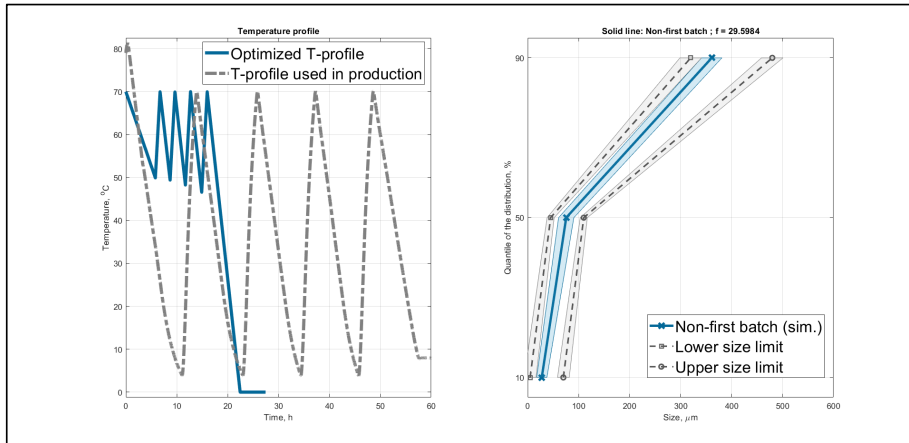 Temperature profile
Optimized T-profile
T-profile used in production
80
70
60
50
40
30
20
10
0
Temperature, ⁰C
0
10
20
30
40
50
60
Time, h
Solid line: Non-first batch ; f = 29.5984
90
50
10
Quantile of the distribution, %
Non-first batch (sim.)
Lower size limit
Upper size limit
0
100
200
300
400
500
600
Size, μm